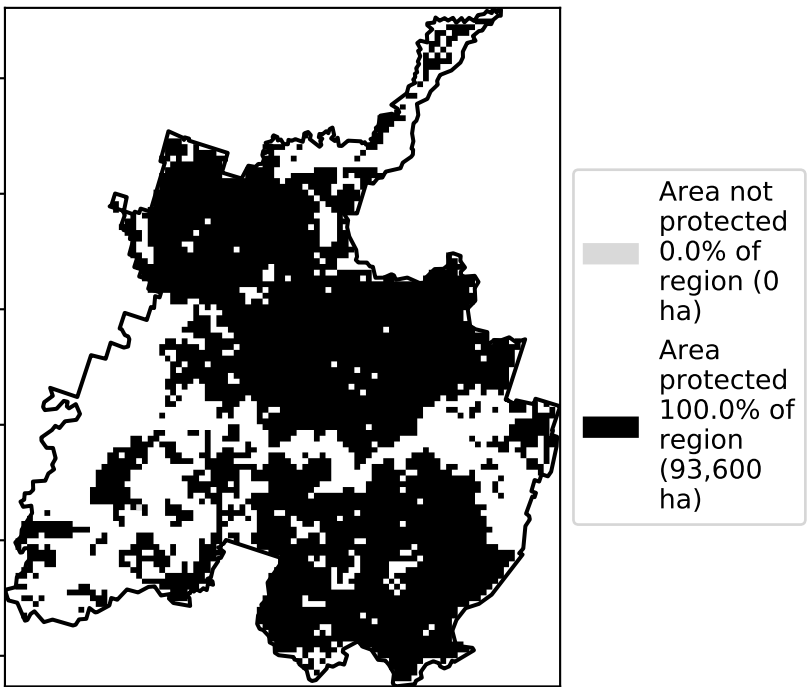 Area not
protected
0.0% of
region (0
ha)
Area
protected
100.0% of
region
(93,600
ha)